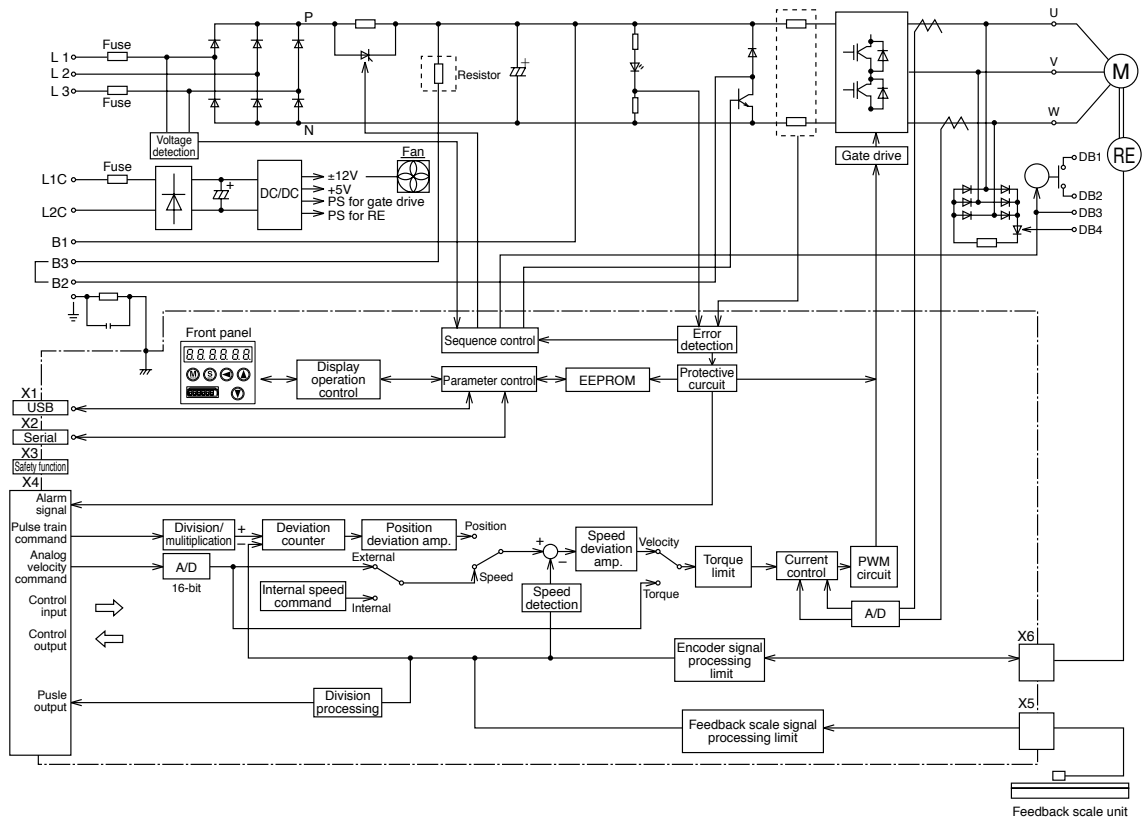 P
U
Fuse
L 1
L 2
V
M
L 3
Resistor
Fuse
W
N
Voltage
detection
Fan
Gate drive
Fuse
RE
L1C
±12V
DC/DC
+5V
PS for gate drive
PS for RE
L2C
DB1
DB2
DB3
DB4
B1
B3
B2
Front panel
Sequence control
Error
detection
8.8.8.8.8.8.
M S
Display
operation
control
Parameter control
EEPROM
Protective
curcuit
X1
USB
X2
Serial
X3
Safety function
X4
Alarm
signal
Pulse train
command
Division/
mulitiplication
+
−
Deviation
counter
Position
deviation amp.
Position
Analog
velocity
command
A/D
16-bit
External
Speed
Internal speed
command
Internal
+
−
Speed
deviation
amp.
Velocity
Speed
detection
Torque
Torque
limit
Current
control
PWM
circuit
A/D
Control
input
Control
output
Encoder signal
processing
limit
X6
Pusle
output
Division
processing
X5
Feedback scale signal
processing limit
Feedback scale unit